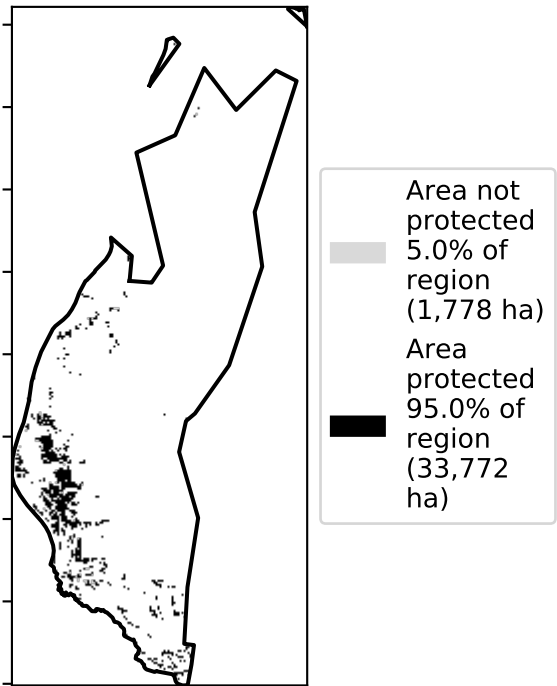 Area not
protected
5.0% of
region
(1,778 ha)
Area
protected
95.0% of
region
(33,772
ha)